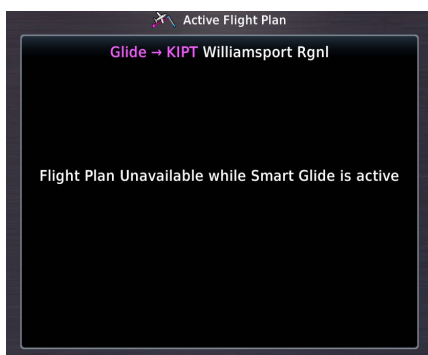 Active Flight Plan
Glide → KIPT Williamsport Rgnl
Flight Plan Unavailable while Smart Glide is active